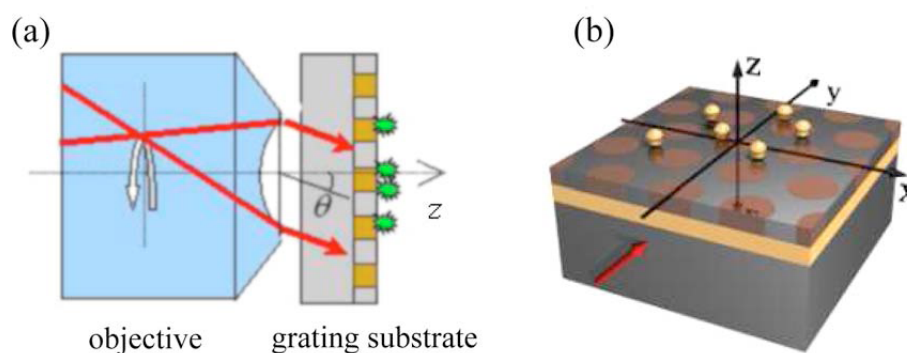 (a)
θ
z
objective
grating substrate
(b)
z
y
x